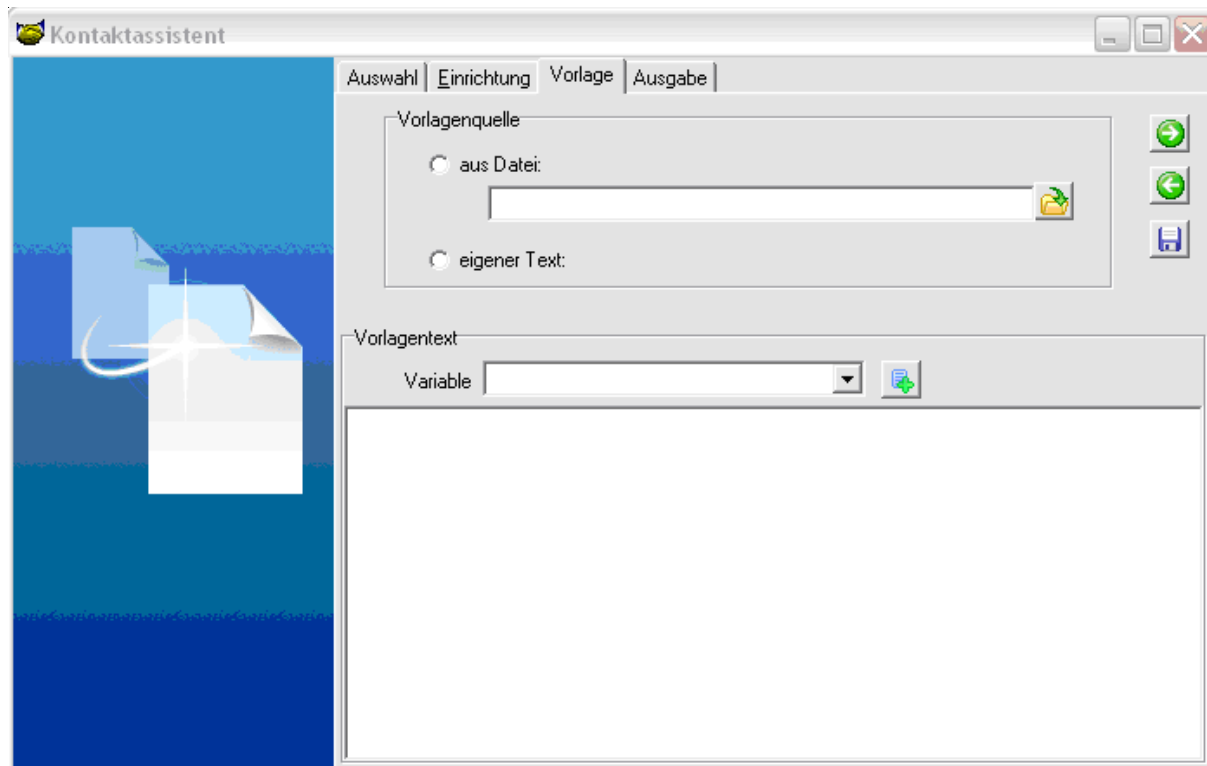 Kontaktassistent
Auswahl Einrichtung Vorlage Ausgabe
Vorlagenquelle
aus Datei:
eigener Text:
Vorlagentext
Variable